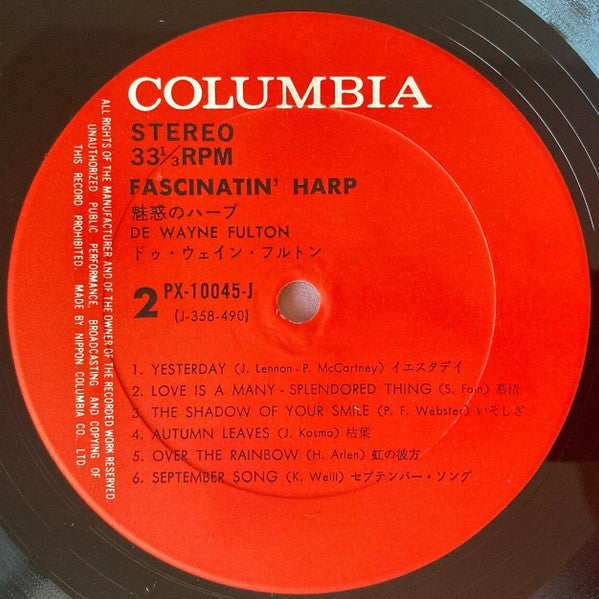 COLUMBIA
STEREO
33⅓RPM
FASCINATIN' HARP
魅惑のハープ
DE WAYNE FULTON
ドゥ・ウェイン・フルトン
2 PX-10045-J
(J-358-490)
1. YESTERDAY (J. Lennon - P. McCartney) イエスタデイ
2. LOVE IS A MANY - SPLENDORED THING (S. Fain) 慕情
3. THE SHADOW OF YOUR SMILE (P. F. Webster) いそしぎ
4. AUTUMN LEAVES (J. Kosma) 枯葉
5. OVER THE RAINBOW (H. Arlen) 虹の彼方
6. SEPTEMBER SONG (K. Weill) セプテンバー・ソング
ALL RIGHTS OF THE MANUFACTURER AND OF THE OWNER OF THE RECORDED WORK RESERVED
UNAUTHORIZED PUBLIC PERFORMANCE, BROADCASTING AND COPYING OF
THIS RECORD PROHIBITED. MADE BY NIPPON COLUMBIA CO., LTD.